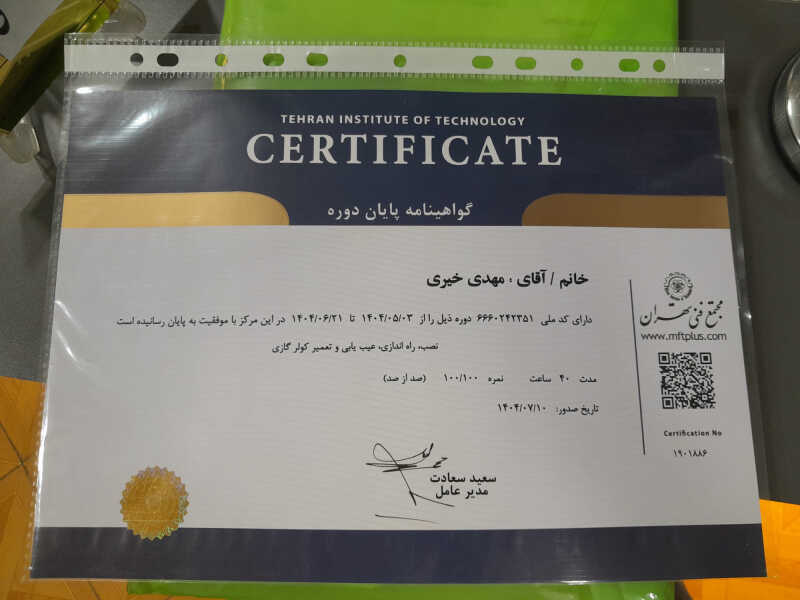 TEHRAN INSTITUTE OF TECHNOLOGY
CERTIFICATE
گواهینامه پایان دوره
خانم / آقای : مهدی خیری
دارای کد ملی ۶۶۶۰۲۴۲۳۵۱ دوره ذیل را از ۱۴۰۴/۰۵/۰۳ تا ۱۴۰۴/۰۶/۲۱ در این مرکز با موفقیت به پایان رسانیده است
نصب، راه اندازی، عیب یابی و تعمیر کولر گازی
مدت ۴۰ ساعت نمره ۱۰۰/۱۰۰ (صد از صد)
تاریخ صدور: ۱۴۰۴/۰۷/۱۰
سعید سعادت
مدیر عامل
مجتمع فنی تهران
www.mftplus.com
Certification No
۱۹۰۱۸۸۶